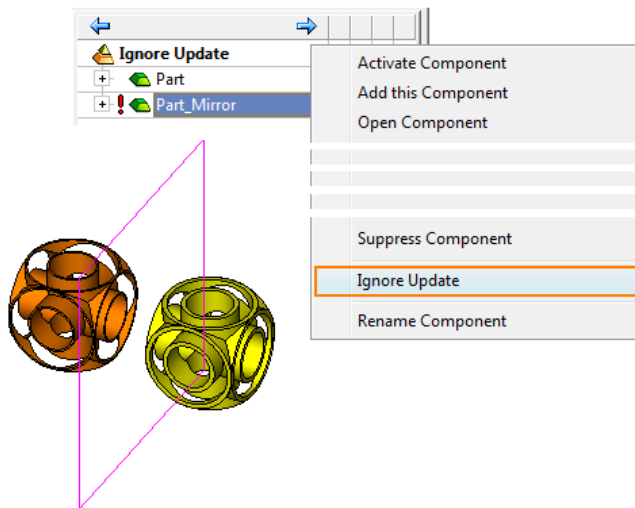 Ignore Update
Part
Part_Mirror
Activate Component
Add this Component
Open Component
Suppress Component
Ignore Update
Rename Component